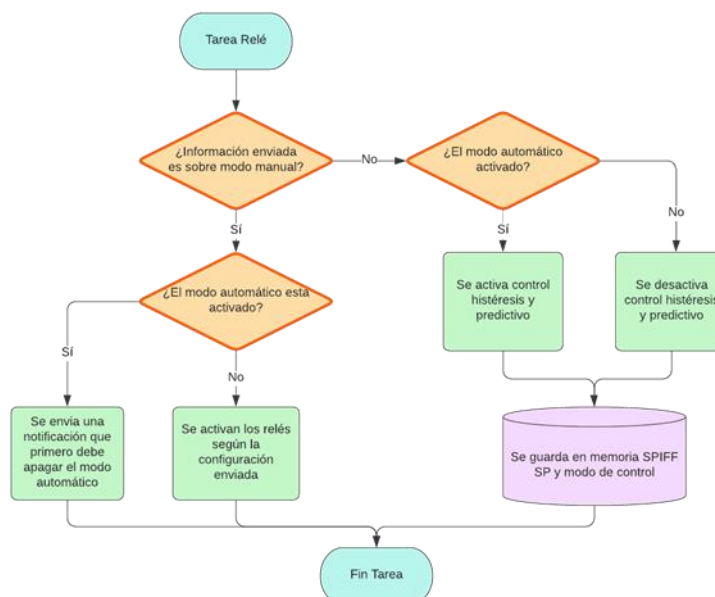 Tarea Relé
¿Información enviada
es sobre modo manual?
No
¿El modo automático
activado?
Sí
Sí
No
¿El modo automático está
activado?
Se activa control
histéresis y
predictivo
Se desactiva
control histéresis
y predictivo
Sí
No
Se envia una
notificación que
primero debe
apagar el modo
automático
Se activan los relés
según la
configuración
enviada
Se guarda en memoria SPIFF
SP y modo de control
Fin Tarea